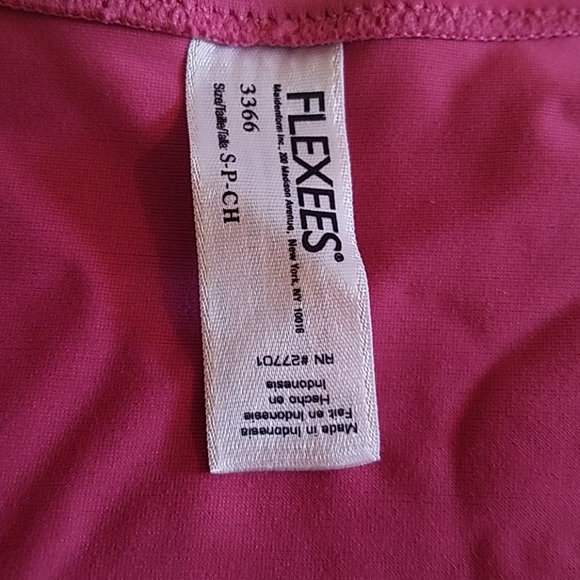 FLEXEES®
Maidenform Inc., 200 Madison Avenue, New York, NY 10016
3366
Size/Taille/Talla: S-P-CH
RN #27701
Made in Indonesia
Fait en Indonesie
Hecho en
Indonesia